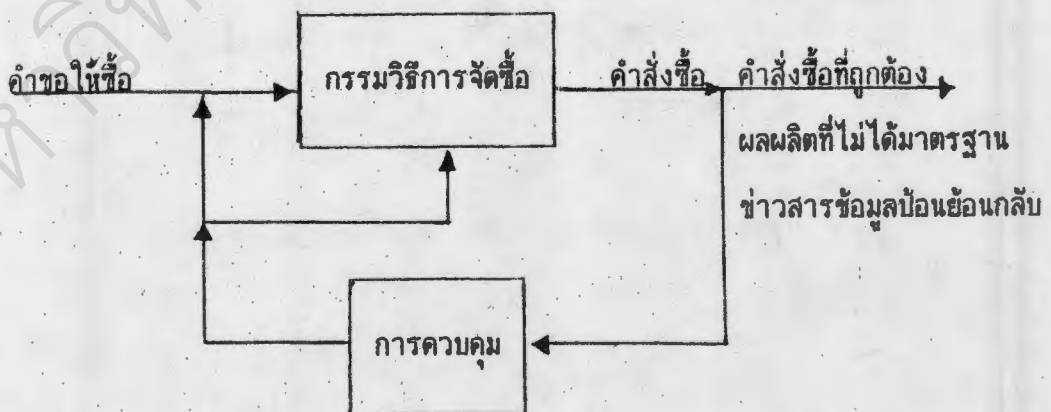 คำขอให้ซื้อ
กรรมวิธีการจัดซื้อ
คำสั่งซื้อ
คำสั่งซื้อที่ถูกต้อง
ผลผลิตที่ไม่ได้มาตรฐาน
ข่าวสารข้อมูลป้อนย้อนกลับ
การควบคุม